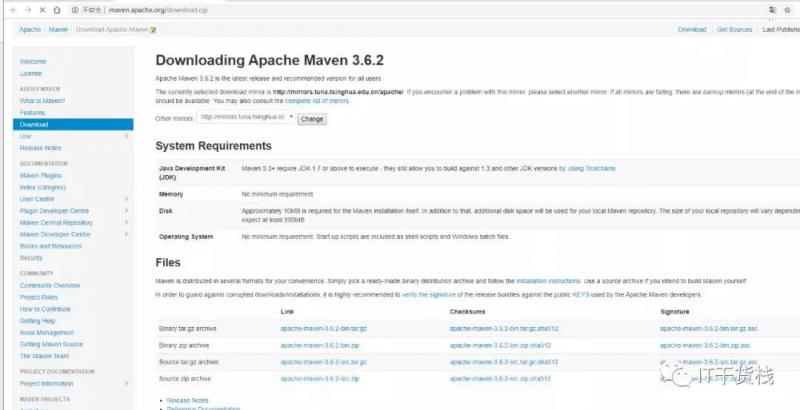 不安全 | maven.apache.org/download.cgi
Apache / Maven / Download Apache Maven
Download | Get Sources | Last Publishe
Welcome
License
ABOUT MAVEN
What is Maven?
Features
Download
Use
Release Notes
DOCUMENTATION
Maven Plugins
Index (category)
User Centre
Plugin Developer Centre
Maven Central Repository
Maven Developer Centre
Books and Resources
Security
COMMUNITY
Community Overview
Project Roles
How to Contribute
Getting Help
Issue Management
Getting Maven Source
The Maven Team
PROJECT DOCUMENTATION
Project Information
MAVEN PROJECTS
Downloading Apache Maven 3.6.2
Apache Maven 3.6.2 is the latest release and recommended version for all users.
The currently selected download mirror is http://mirrors.tuna.tsinghua.edu.cn/apache/. If you encounter a problem with this mirror, please select another mirror. If all mirrors are failing, there are backup mirrors (at the end of the m
should be available. You may also consult the complete list of mirrors.
Other mirrors: http://mirrors.tuna.tsinghua.ec Change
System Requirements
Java Development Kit (JDK) Maven 3.3+ require JDK 1.7 or above to execute - they still allow you to build against 1.3 and other JDK versions by Using Toolchains
Memory No minimum requirement
Disk Approximately 10MB is required for the Maven installation itself. In addition to that, additional disk space will be used for your local Maven repository. The size of your local repository will vary depending
expect at least 500MB.
Operating System No minimum requirement. Start up scripts are included as shell scripts and Windows batch files.
Files
Maven is distributed in several formats for your convenience. Simply pick a ready-made binary distribution archive and follow the installation instructions. Use a source archive if you intend to build Maven yourself.
In order to guard against corrupted downloads/installations, it is highly recommended to verify the signature of the release bundles against the public KEYS used by the Apache Maven developers.
Link Checksums Signature
Binary tar.gz archive apache-maven-3.6.2-bin.tar.gz apache-maven-3.6.2-bin.tar.gz.sha512 apache-maven-3.6.2-bin.tar.gz.asc
Binary zip archive apache-maven-3.6.2-bin.zip apache-maven-3.6.2-bin.zip.sha512 apache-maven-3.6.2-bin.zip.asc
Source tar.gz archive apache-maven-3.6.2-src.tar.gz apache-maven-3.6.2-src.tar.gz.sha512 apache-maven-3.6.2-src.tar.gz.asc
Source zip archive apache-maven-3.6.2-src.zip apache-maven-3.6.2-src.zip.sha512 apache-maven-3.6.2-src.zip.asc
Release Notes
Reference Documentation
IT干货栈